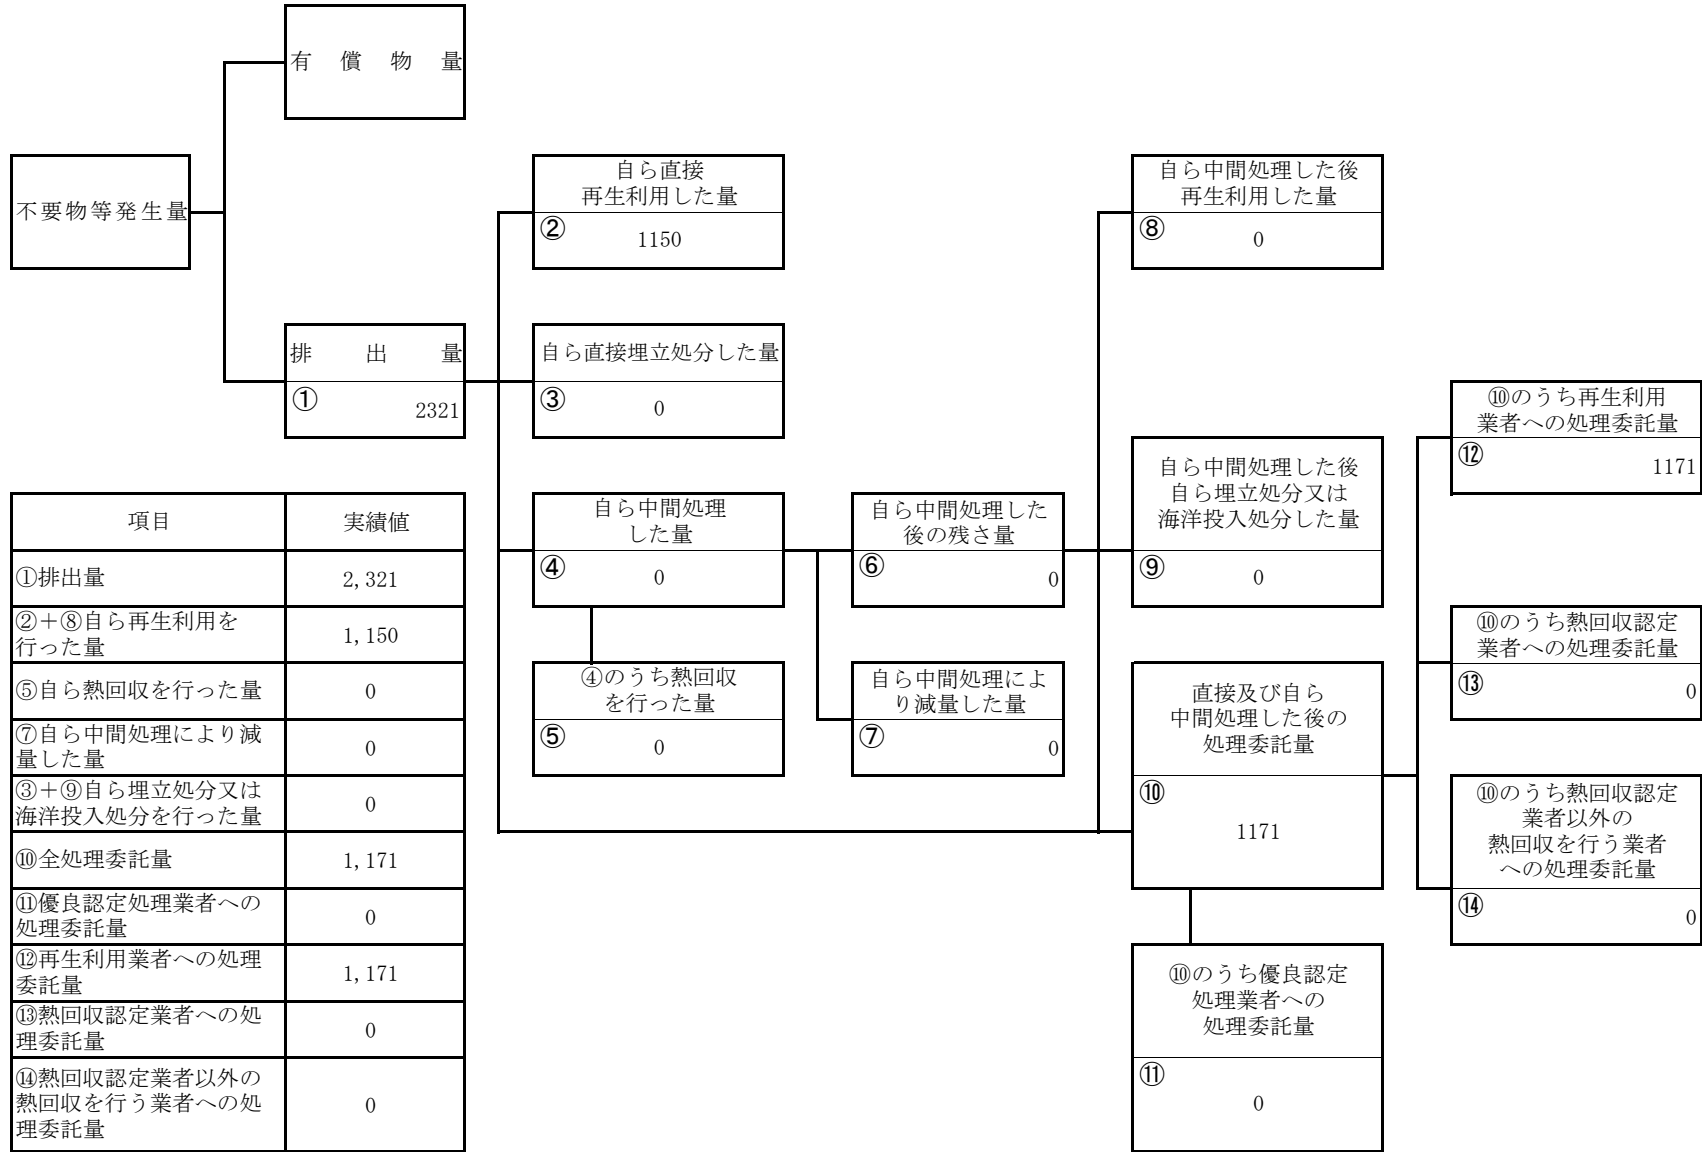 有償物量
不要物等発生量
排出量
①
2321
自ら直接
再生利用した量
②
1150
自ら直接埋立処分した量
③
0
自ら中間処理
した量
④
0
④のうち熱回収
を行った量
⑤
0
自ら中間処理した
後の残さ量
⑥
0
自ら中間処理によ
り減量した量
⑦
0
自ら中間処理した後
再生利用した量
⑧
0
自ら中間処理した後
自ら埋立処分又は
海洋投入処分した量
⑨
0
直接及び自ら
中間処理した後の
処理委託量
⑩
1171
⑩のうち優良認定
処理業者への
処理委託量
⑪
0
⑩のうち再生利用
業者への処理委託量
⑫
1171
⑩のうち熱回収認定
業者への処理委託量
⑬
0
⑩のうち熱回収認定
業者以外の
熱回収を行う業者
への処理委託量
⑭
0
項目 実績値
①排出量 2,321
②＋⑧自ら再生利用を
行った量 1,150
⑤自ら熱回収を行った量 0
⑦自ら中間処理により減
量した量 0
③＋⑨自ら埋立処分又は
海洋投入処分を行った量 0
⑩全処理委託量 1,171
⑪優良認定処理業者への
処理委託量 0
⑫再生利用業者への処理
委託量 1,171
⑬熱回収認定業者への処
理委託量 0
⑭熱回収認定業者以外の
熱回収を行う業者への処
理委託量 0